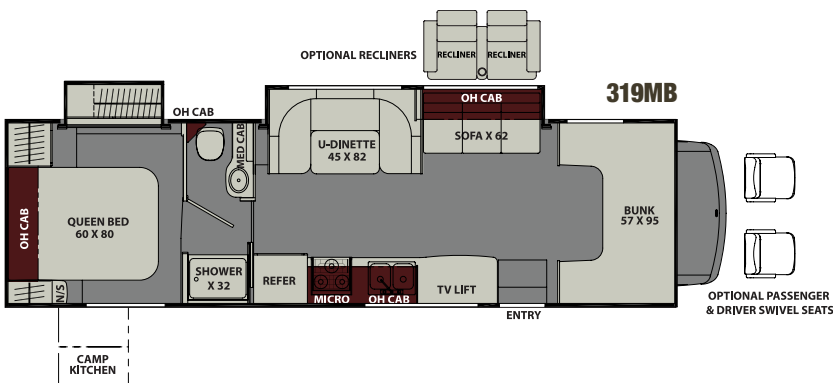 OPTIONAL RECLINERS
RECLINER
RECLINER
319MB
OH CAB
OH CAB
MED CAB
U-DINETTE
45 X 82
SOFA X 62
OH CAB
QUEEN BED
60 X 80
BUNK
57 X 95
SHOWER
X 32
REFER
MICRO
OH CAB
TV LIFT
N/S
ENTRY
OPTIONAL PASSENGER
& DRIVER SWIVEL SEATS
CAMP
KITCHEN